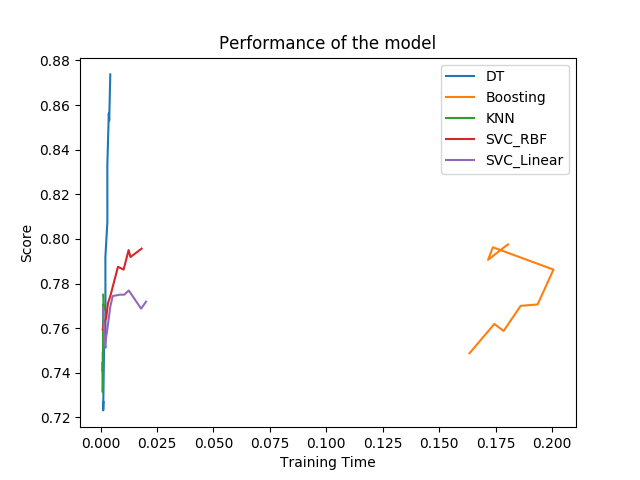 Performance of the model
0.88
0.86
0.84
0.82
0.80
0.78
0.76
0.74
0.72
Score
DT
Boosting
KNN
SVC_RBF
SVC_Linear
0.000 0.025 0.050 0.075 0.100 0.125 0.150 0.175 0.200
Training Time